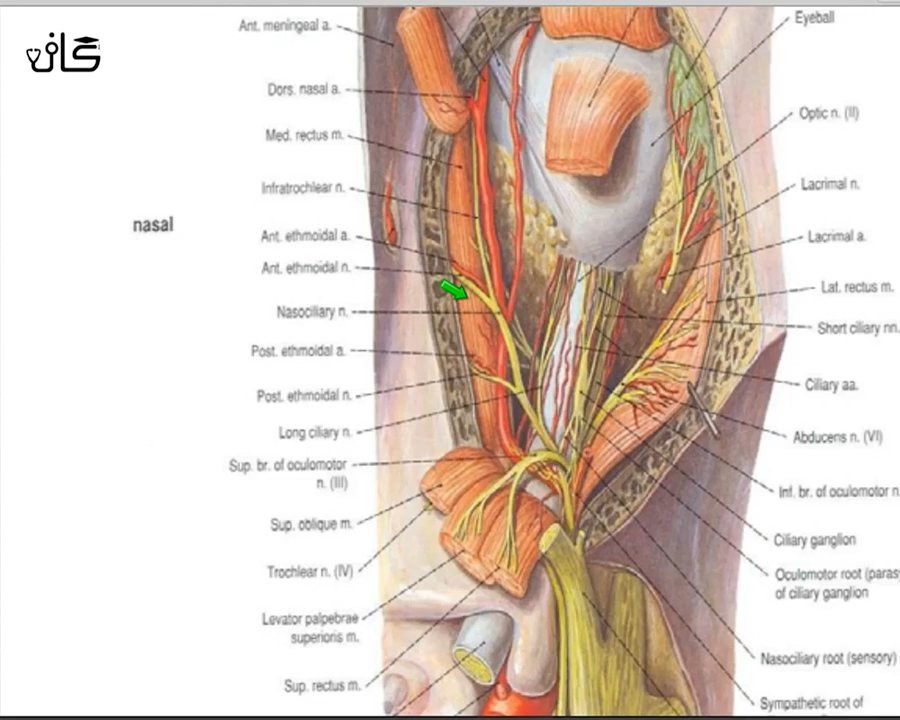 كان
Ant. meningeal a.
Dors. nasal a.
Med. rectus m.
Infratrochlear n.
Ant. ethmoidal a.
Ant. ethmoidal n.
Nasociliary n.
Post. ethmoidal a.
Post. ethmoidal n.
Long ciliary n.
Sup. br. of oculomotor
n. (III)
Sup. oblique m.
Trochlear n. (IV)
Levator palpebrae
superioris m.
Sup. rectus m.
nasal
Eyeball
Optic n. (II)
Lacrimal n.
Lacrimal a.
Lat. rectus m.
Short ciliary nn.
Ciliary aa.
Abducens n. (VI)
Inf. br. of oculomotor n.
Ciliary ganglion
Oculomotor root (paras
of ciliary ganglion
Nasociliary root (sensory)
Sympathetic root of